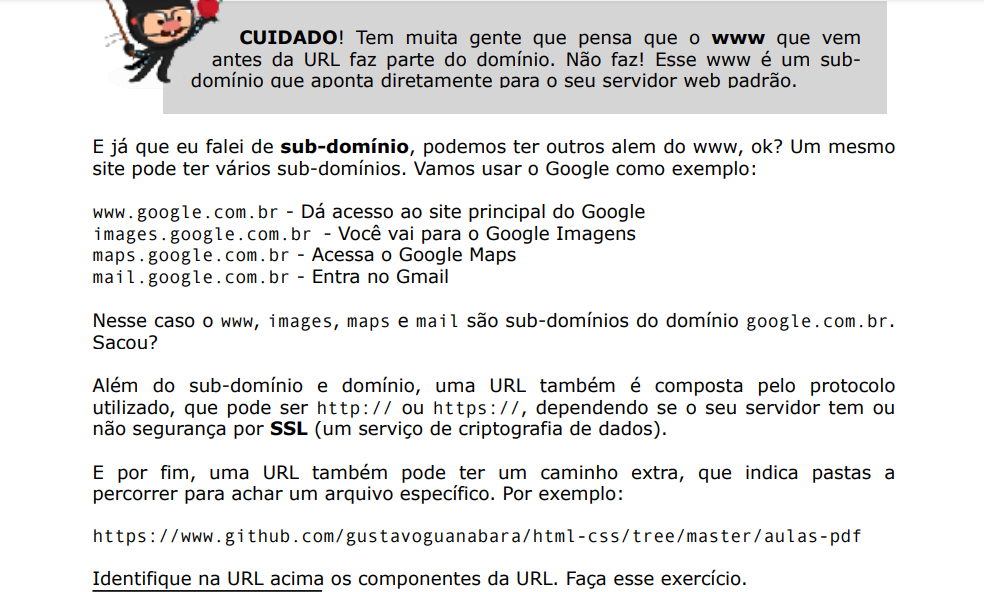 CUIDADO! Tem muita gente que pensa que o www que vem
antes da URL faz parte do domínio. Não faz! Esse www é um sub-
domínio que aponta diretamente para o seu servidor web padrão.
E já que eu falei de sub-domínio, podemos ter outros alem do www, ok? Um mesmo
site pode ter vários sub-domínios. Vamos usar o Google como exemplo:
www.google.com.br - Dá acesso ao site principal do Google
images.google.com.br - Você vai para o Google Imagens
maps.google.com.br - Acessa o Google Maps
mail.google.com.br - Entra no Gmail
Nesse caso o www, images, maps e mail são sub-domínios do domínio google.com.br.
Sacou?
Além do sub-domínio e domínio, uma URL também é composta pelo protocolo
utilizado, que pode ser http:// ou https://, dependendo se o seu servidor tem ou
não segurança por SSL (um serviço de criptografia de dados).
E por fim, uma URL também pode ter um caminho extra, que indica pastas a
percorrer para achar um arquivo específico. Por exemplo:
https://www.github.com/gustavoguanabara/html-css/tree/master/aulas-pdf
Identifique na URL acima os componentes da URL. Faça esse exercício.